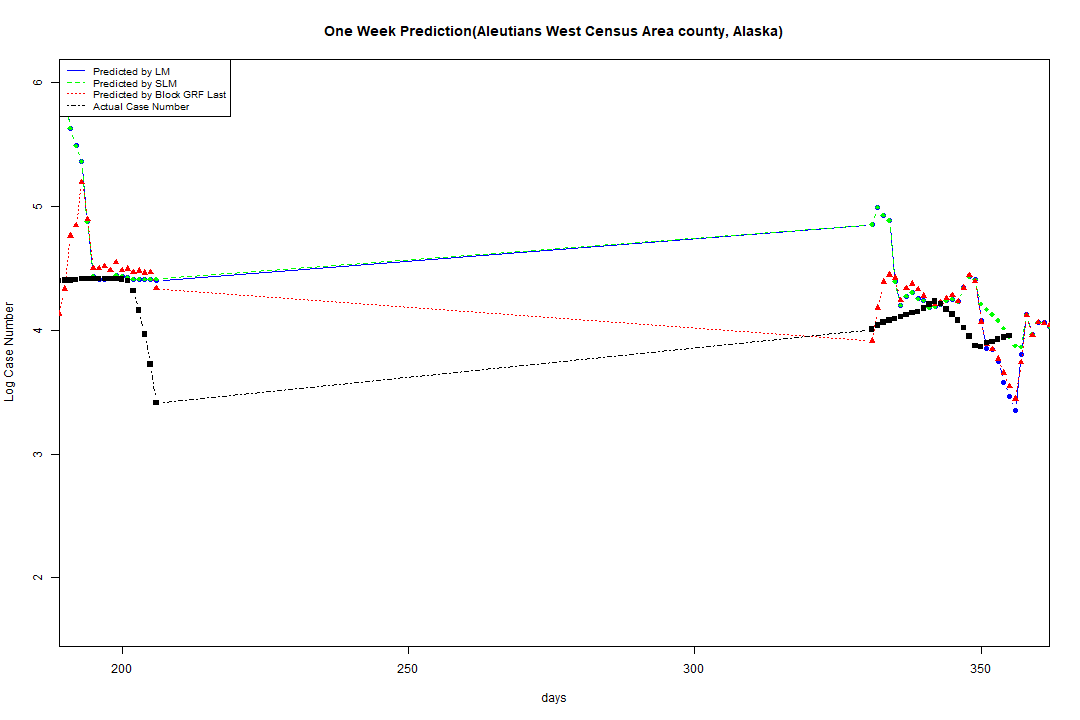 One Week Prediction(Aleutians West Census Area county, Alaska)
Predicted by LM
Predicted by SLM
Predicted by Block GRF Last
Actual Case Number
6
5
4
3
2
Log Case Number
200
250
300
350
days